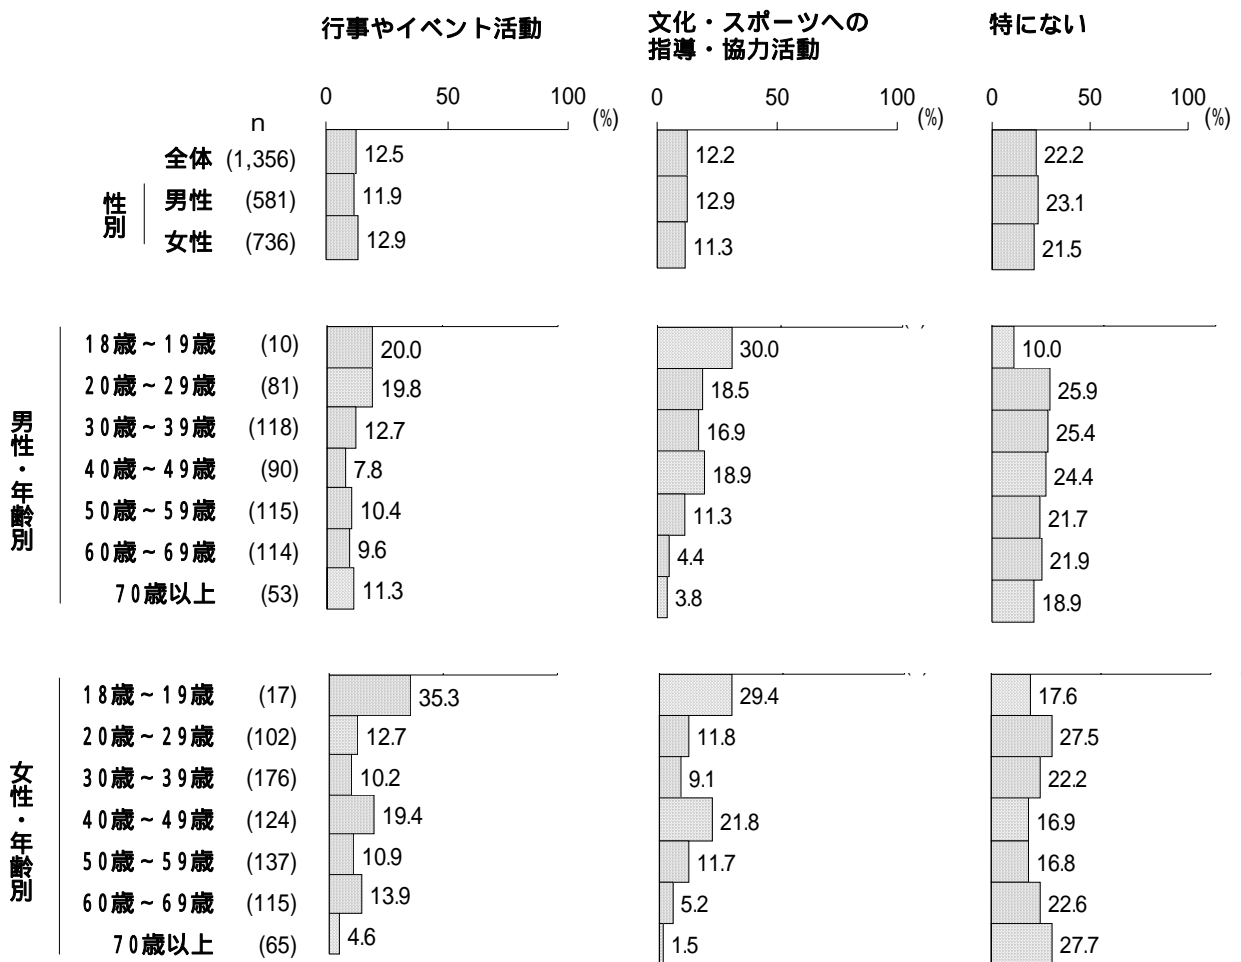 行事やイベント活動
文化・スポーツへの
指導・協力活動
特にない
0 50 100 (%)
0 50 100 (%)
0 50 100 (%)
n
全体 (1,356) 12.5 12.2 22.2
性別
男性 (581) 11.9 12.9 23.1
女性 (736) 12.9 11.3 21.5
男性・年齢別
18歳~19歳 (10) 20.0 30.0 10.0
20歳~29歳 (81) 19.8 18.5 25.9
30歳~39歳 (118) 12.7 16.9 25.4
40歳~49歳 (90) 7.8 18.9 24.4
50歳~59歳 (115) 10.4 11.3 21.7
60歳~69歳 (114) 9.6 4.4 21.9
70歳以上 (53) 11.3 3.8 18.9
女性・年齢別
18歳~19歳 (17) 35.3 29.4 17.6
20歳~29歳 (102) 12.7 11.8 27.5
30歳~39歳 (176) 10.2 9.1 22.2
40歳~49歳 (124) 19.4 21.8 16.9
50歳~59歳 (137) 10.9 11.7 16.8
60歳~69歳 (115) 13.9 5.2 22.6
70歳以上 (65) 4.6 1.5 27.7